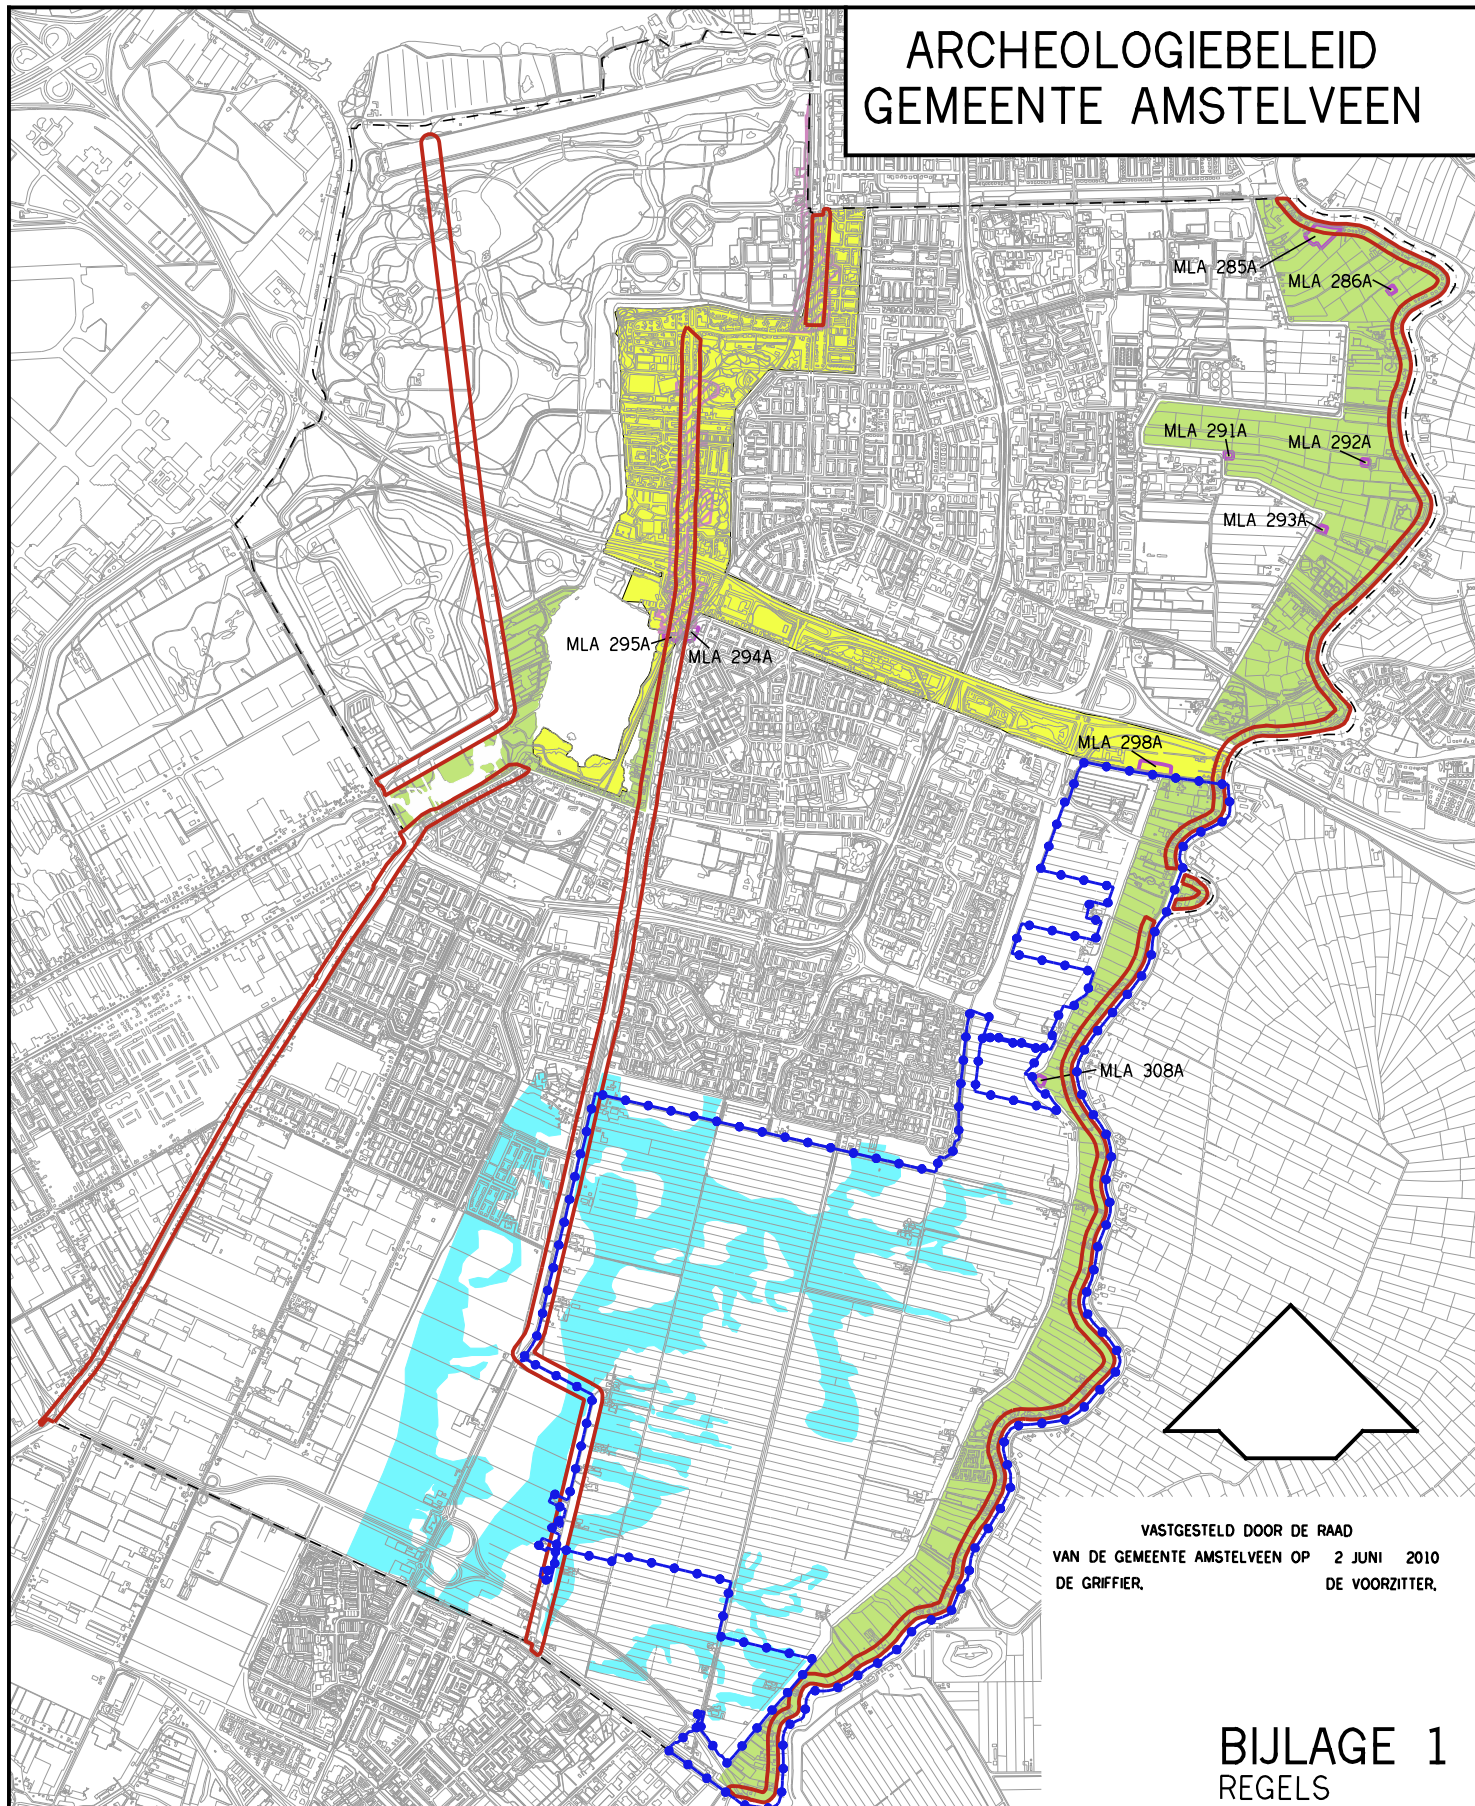 ARCHEOLOGIEBELEID
GEMEENTE AMSTELVEEN
MLA 285A
MLA 286A
MLA 291A
MLA 292A
MLA 293A
MLA 295A
MLA 294A
MLA 298A
MLA 308A
VASTGESTELD DOOR DE RAAD
VAN DE GEMEENTE AMSTELVEEN OP 2 JUNI 2010
DE GRIFFIER, DE VOORZITTER,
BIJLAGE 1
REGELS